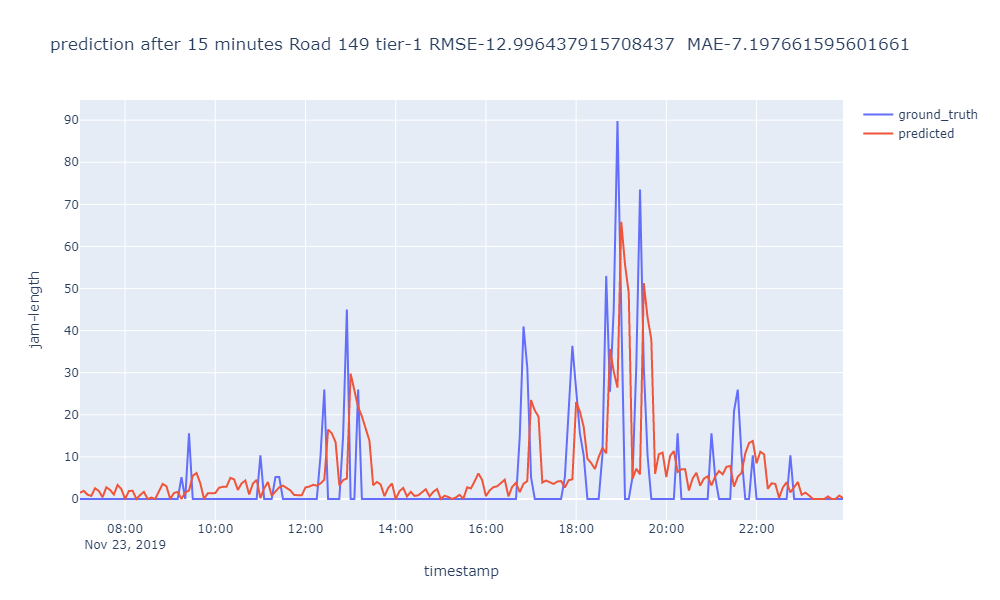 prediction after 15 minutes Road 149 tier-1 RMSE-12.996437915708437  MAE-7.197661595601661
ground_truth
predicted
90
80
70
60
50
40
30
20
10
0
jam-length
08:00 10:00 12:00 14:00 16:00 18:00 20:00 22:00
Nov 23, 2019
timestamp